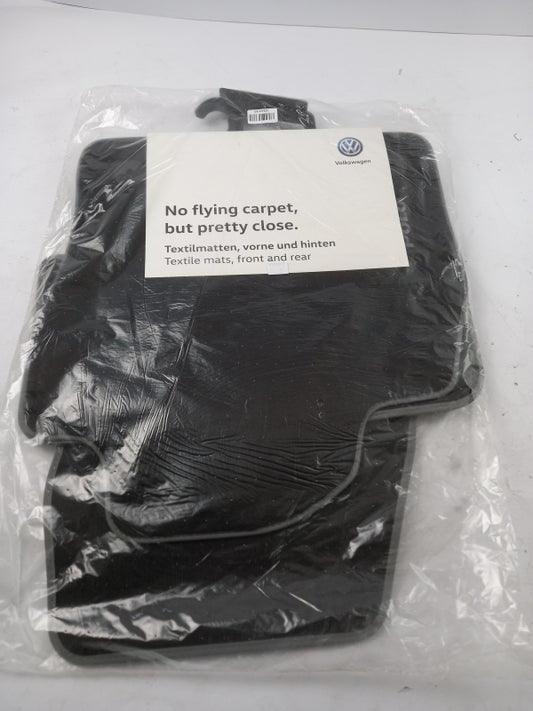 Volkswagen
No flying carpet,
but pretty close.
Textilmatten, vorne und hinten
Textile mats, front and rear